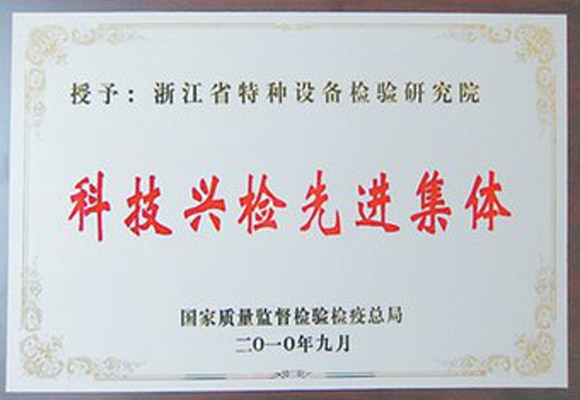 授予：浙江省特种设备检验研究院
科技兴检先进集体
国家质量监督检验检疫总局
二〇一〇年九月